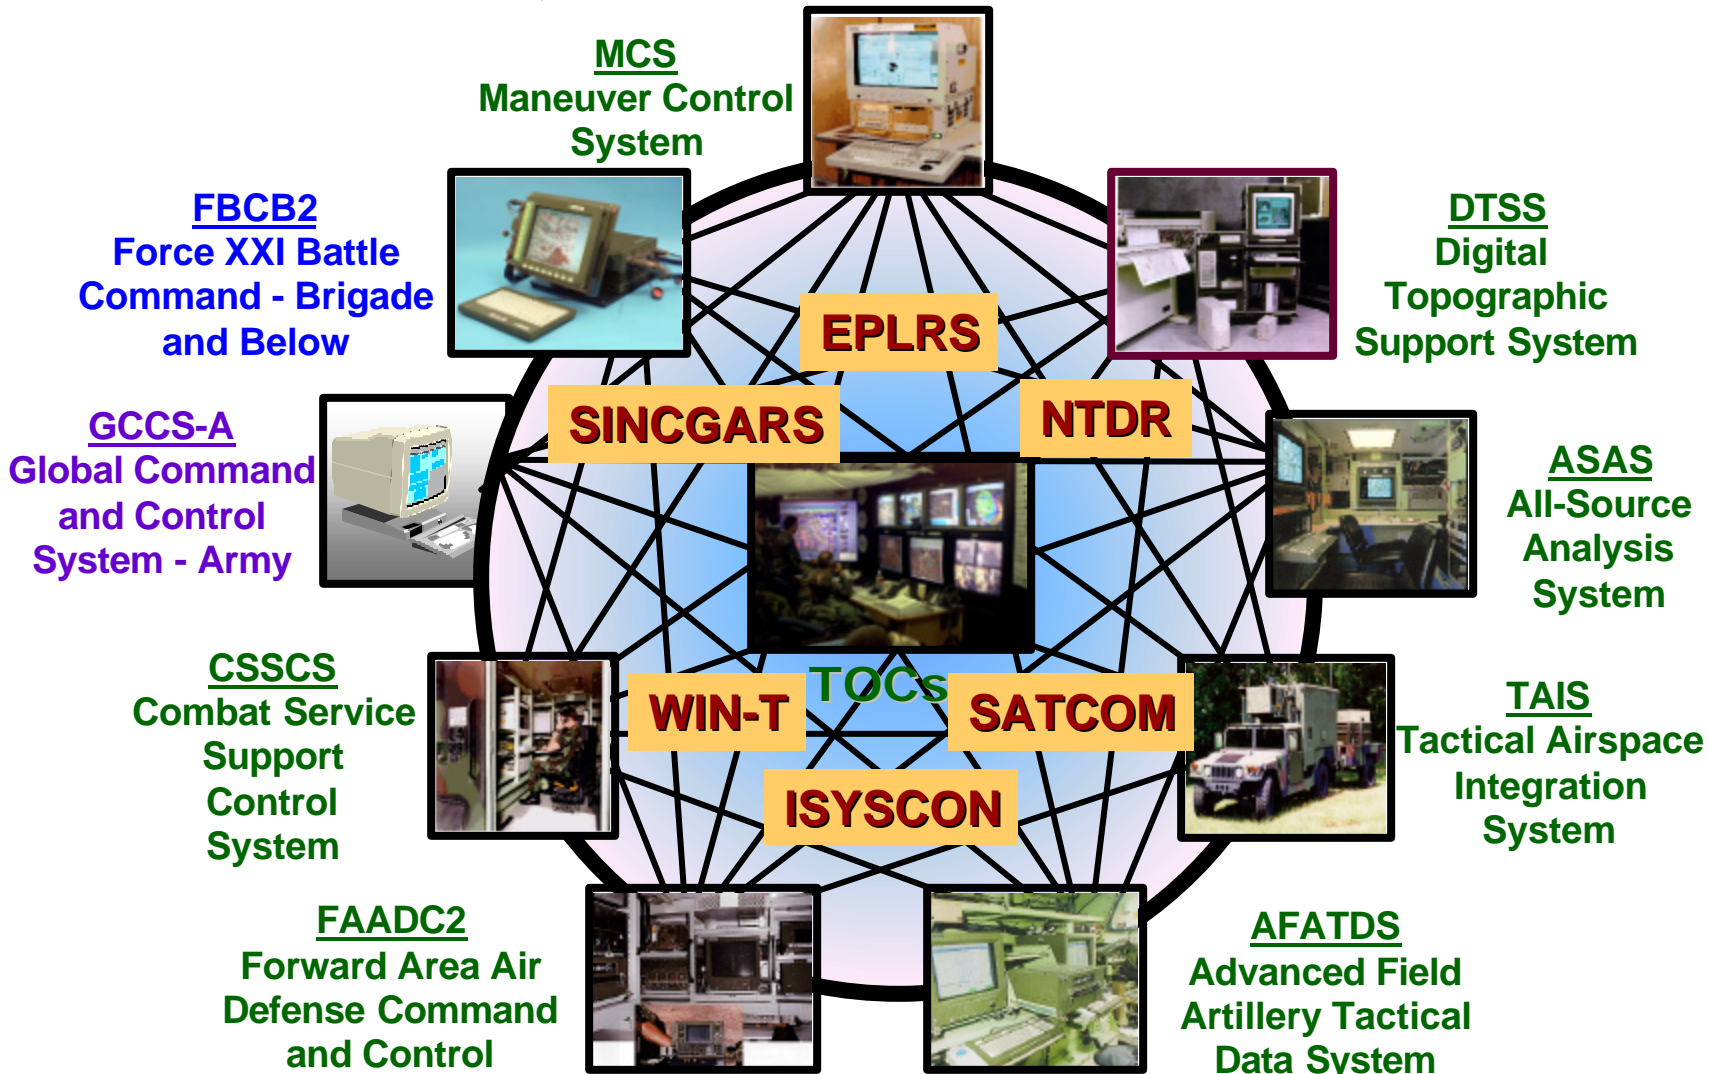 MCS
Maneuver Control
System
FBCB2
Force XXI Battle
Command - Brigade
and Below
DTSS
Digital
Topographic
Support System
EPLRS
SINCGARS
NTDR
GCCS-A
Global Command
and Control
System - Army
ASAS
All-Source
Analysis
System
CSSCS
Combat Service
Support
Control
System
TOCs
WIN-T
SATCOM
ISYSCON
TAIS
Tactical Airspace
Integration
System
FAADC2
Forward Area Air
Defense Command
and Control
AFATDS
Advanced Field
Artillery Tactical
Data System